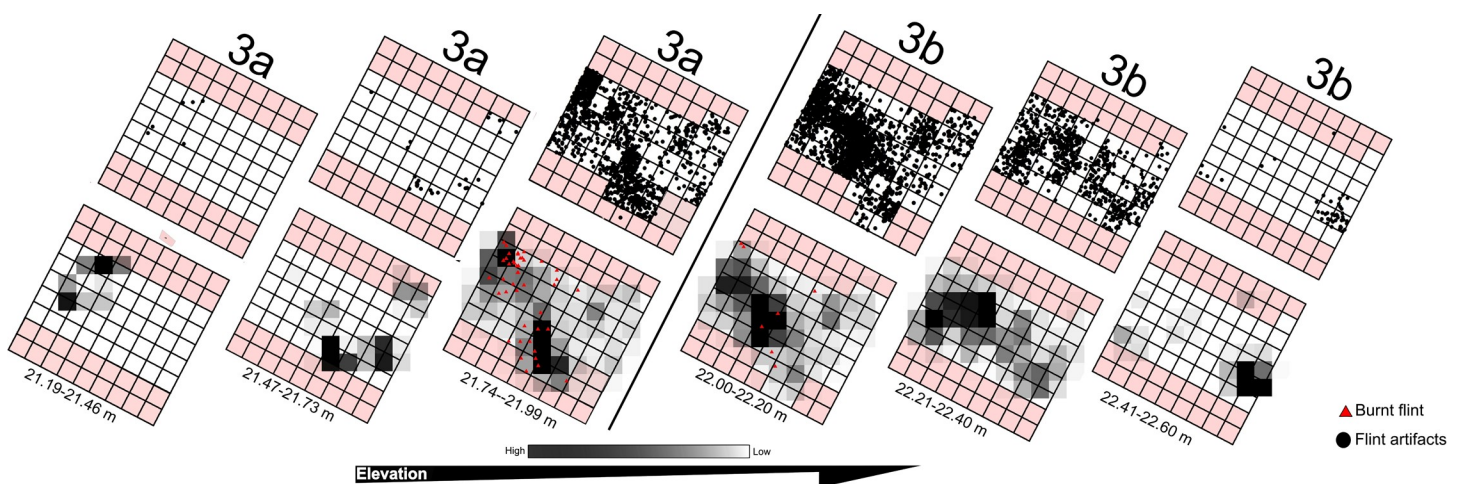 3a
3a
3a
3b
3b
3b
21.19-21.46 m
21.47-21.73 m
21.74--21.99 m
22.00-22.20 m
22.21-22.40 m
22.41-22.60 m
Burnt flint
Flint artifacts
High
Low
Elevation